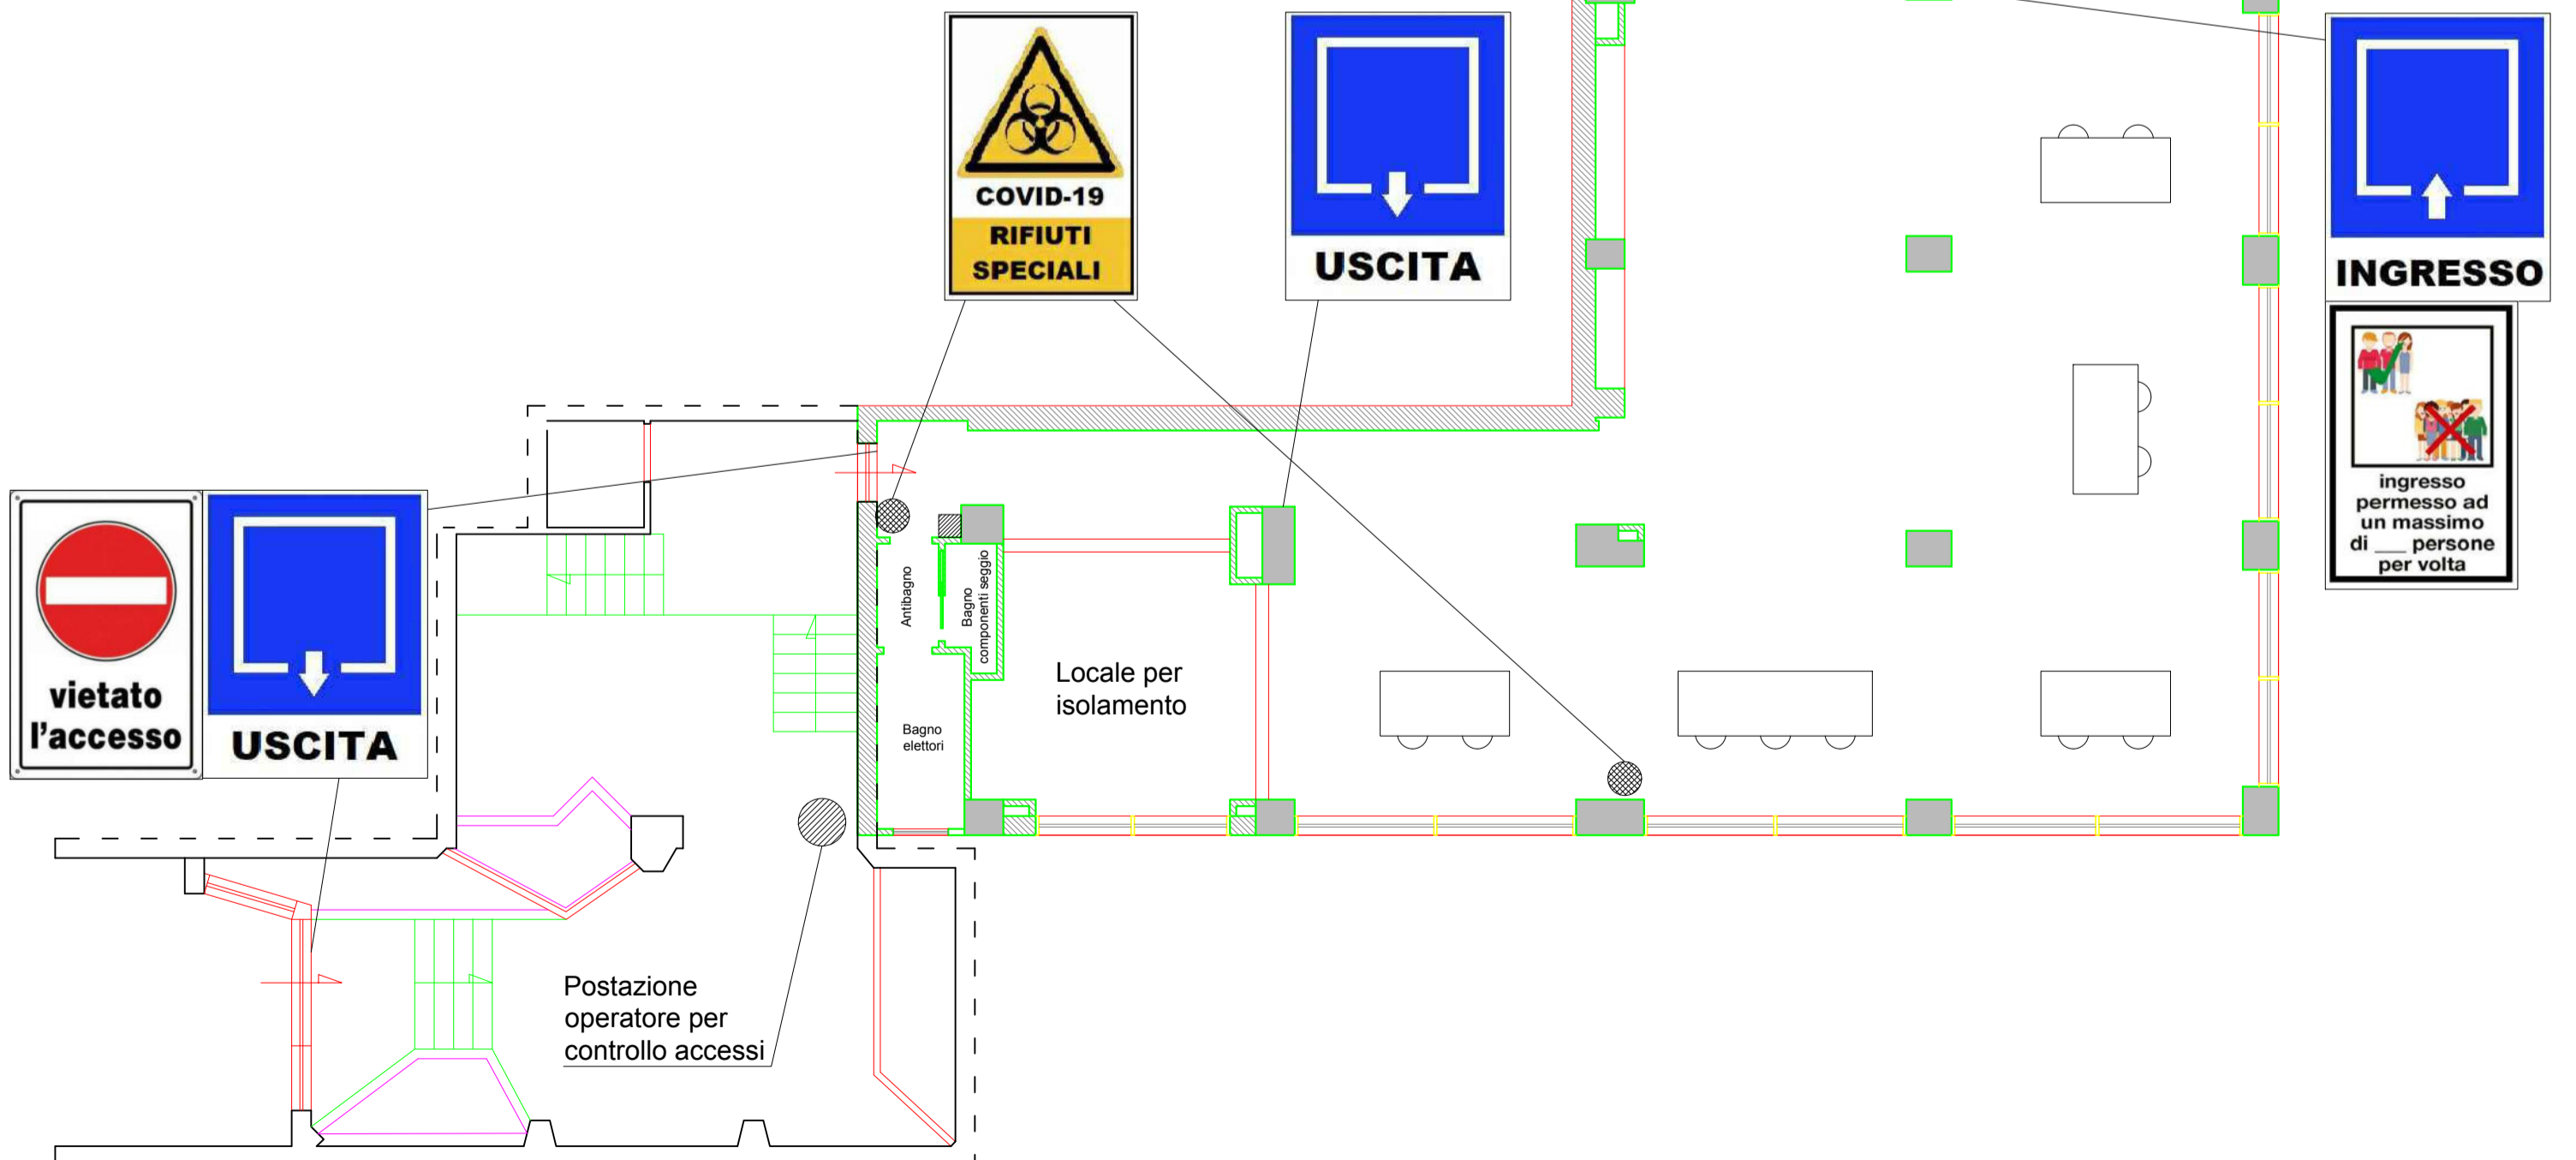 COVID-19
RIFIUTI
SPECIALI
USCITA
INGRESSO
ingresso
permesso ad
un massimo
di ___ persone
per volta
vietato
l'accesso
USCITA
Antibagno
Bagno
componenti seggio
Bagno
elettori
Locale per
isolamento
Postazione
operatore per
controllo accessi